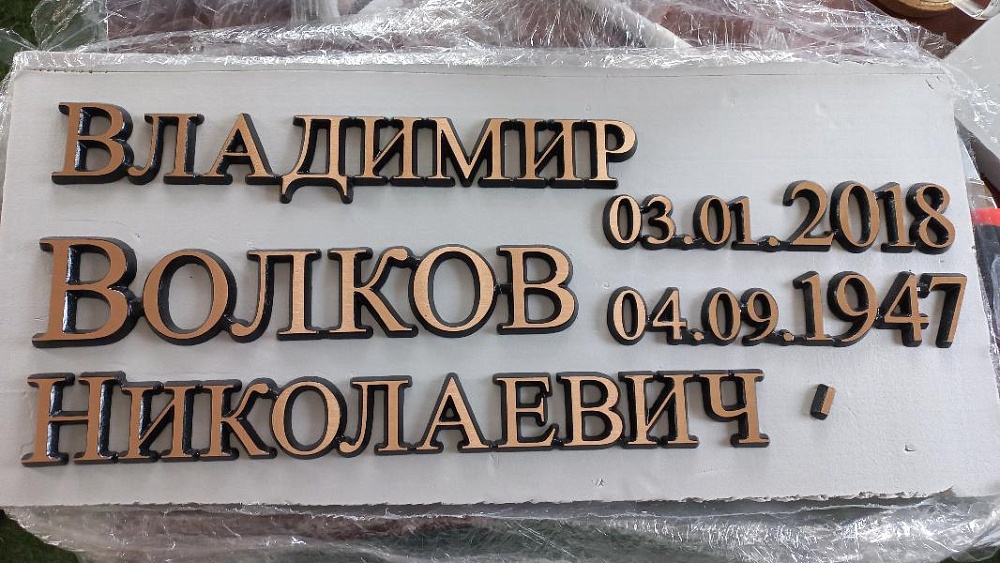 Владимир
03.01.2018
Волков
04.09.1947
Николаевич